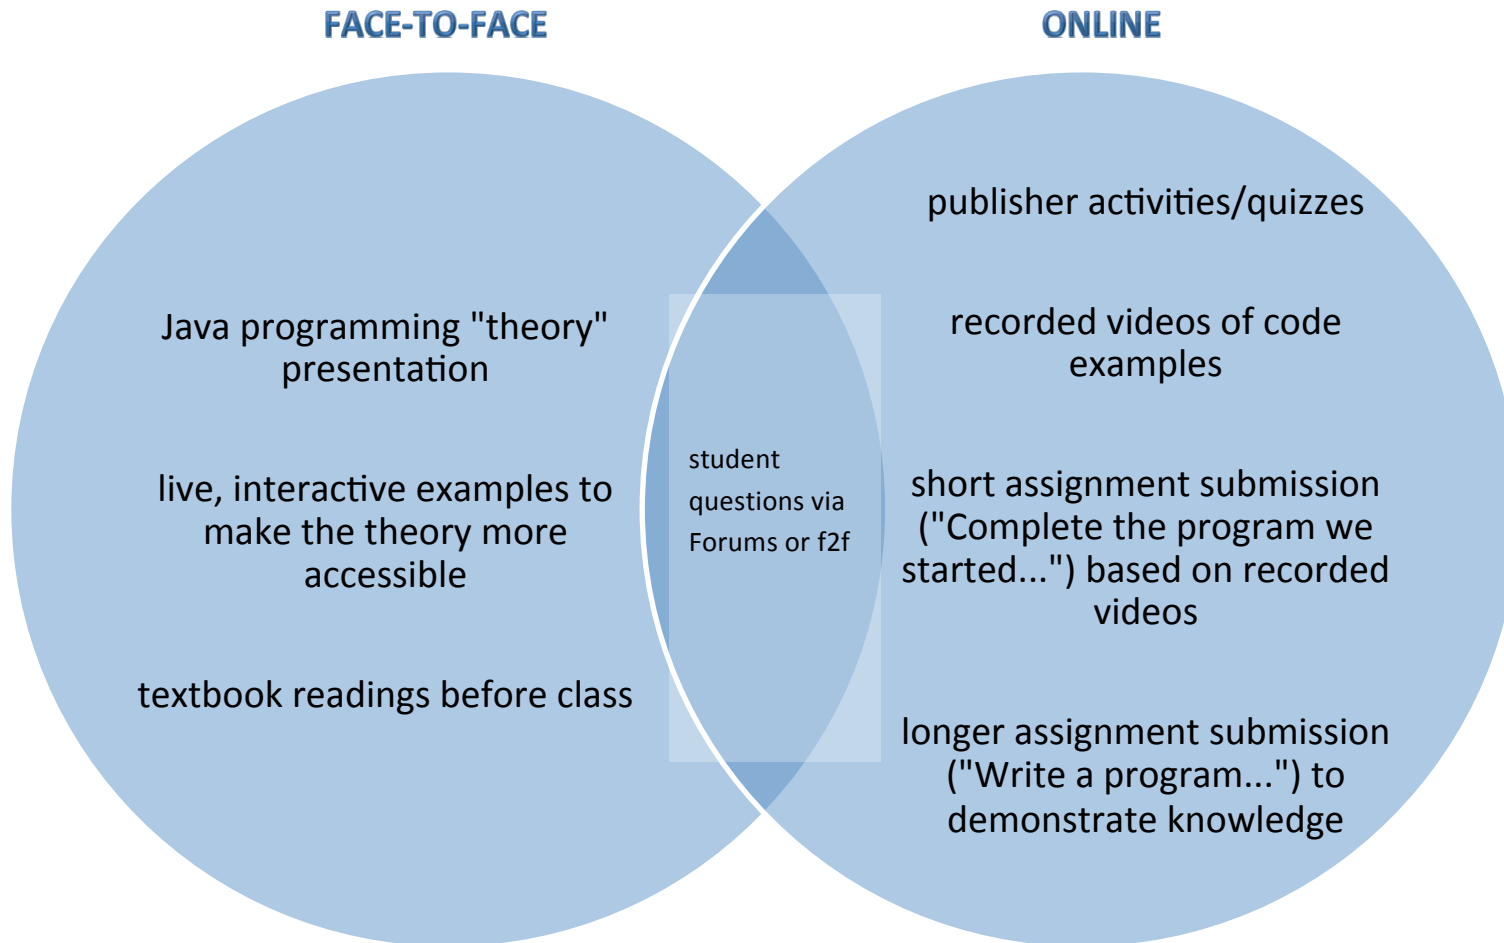 FACE-TO-FACE
ONLINE
Java programming "theory"
presentation
live, interactive examples to
make the theory more
accessible
textbook readings before class
student
questions via
Forums or f2f
publisher activities/quizzes
recorded videos of code
examples
short assignment submission
("Complete the program we
started...") based on recorded
videos
longer assignment submission
("Write a program...") to
demonstrate knowledge